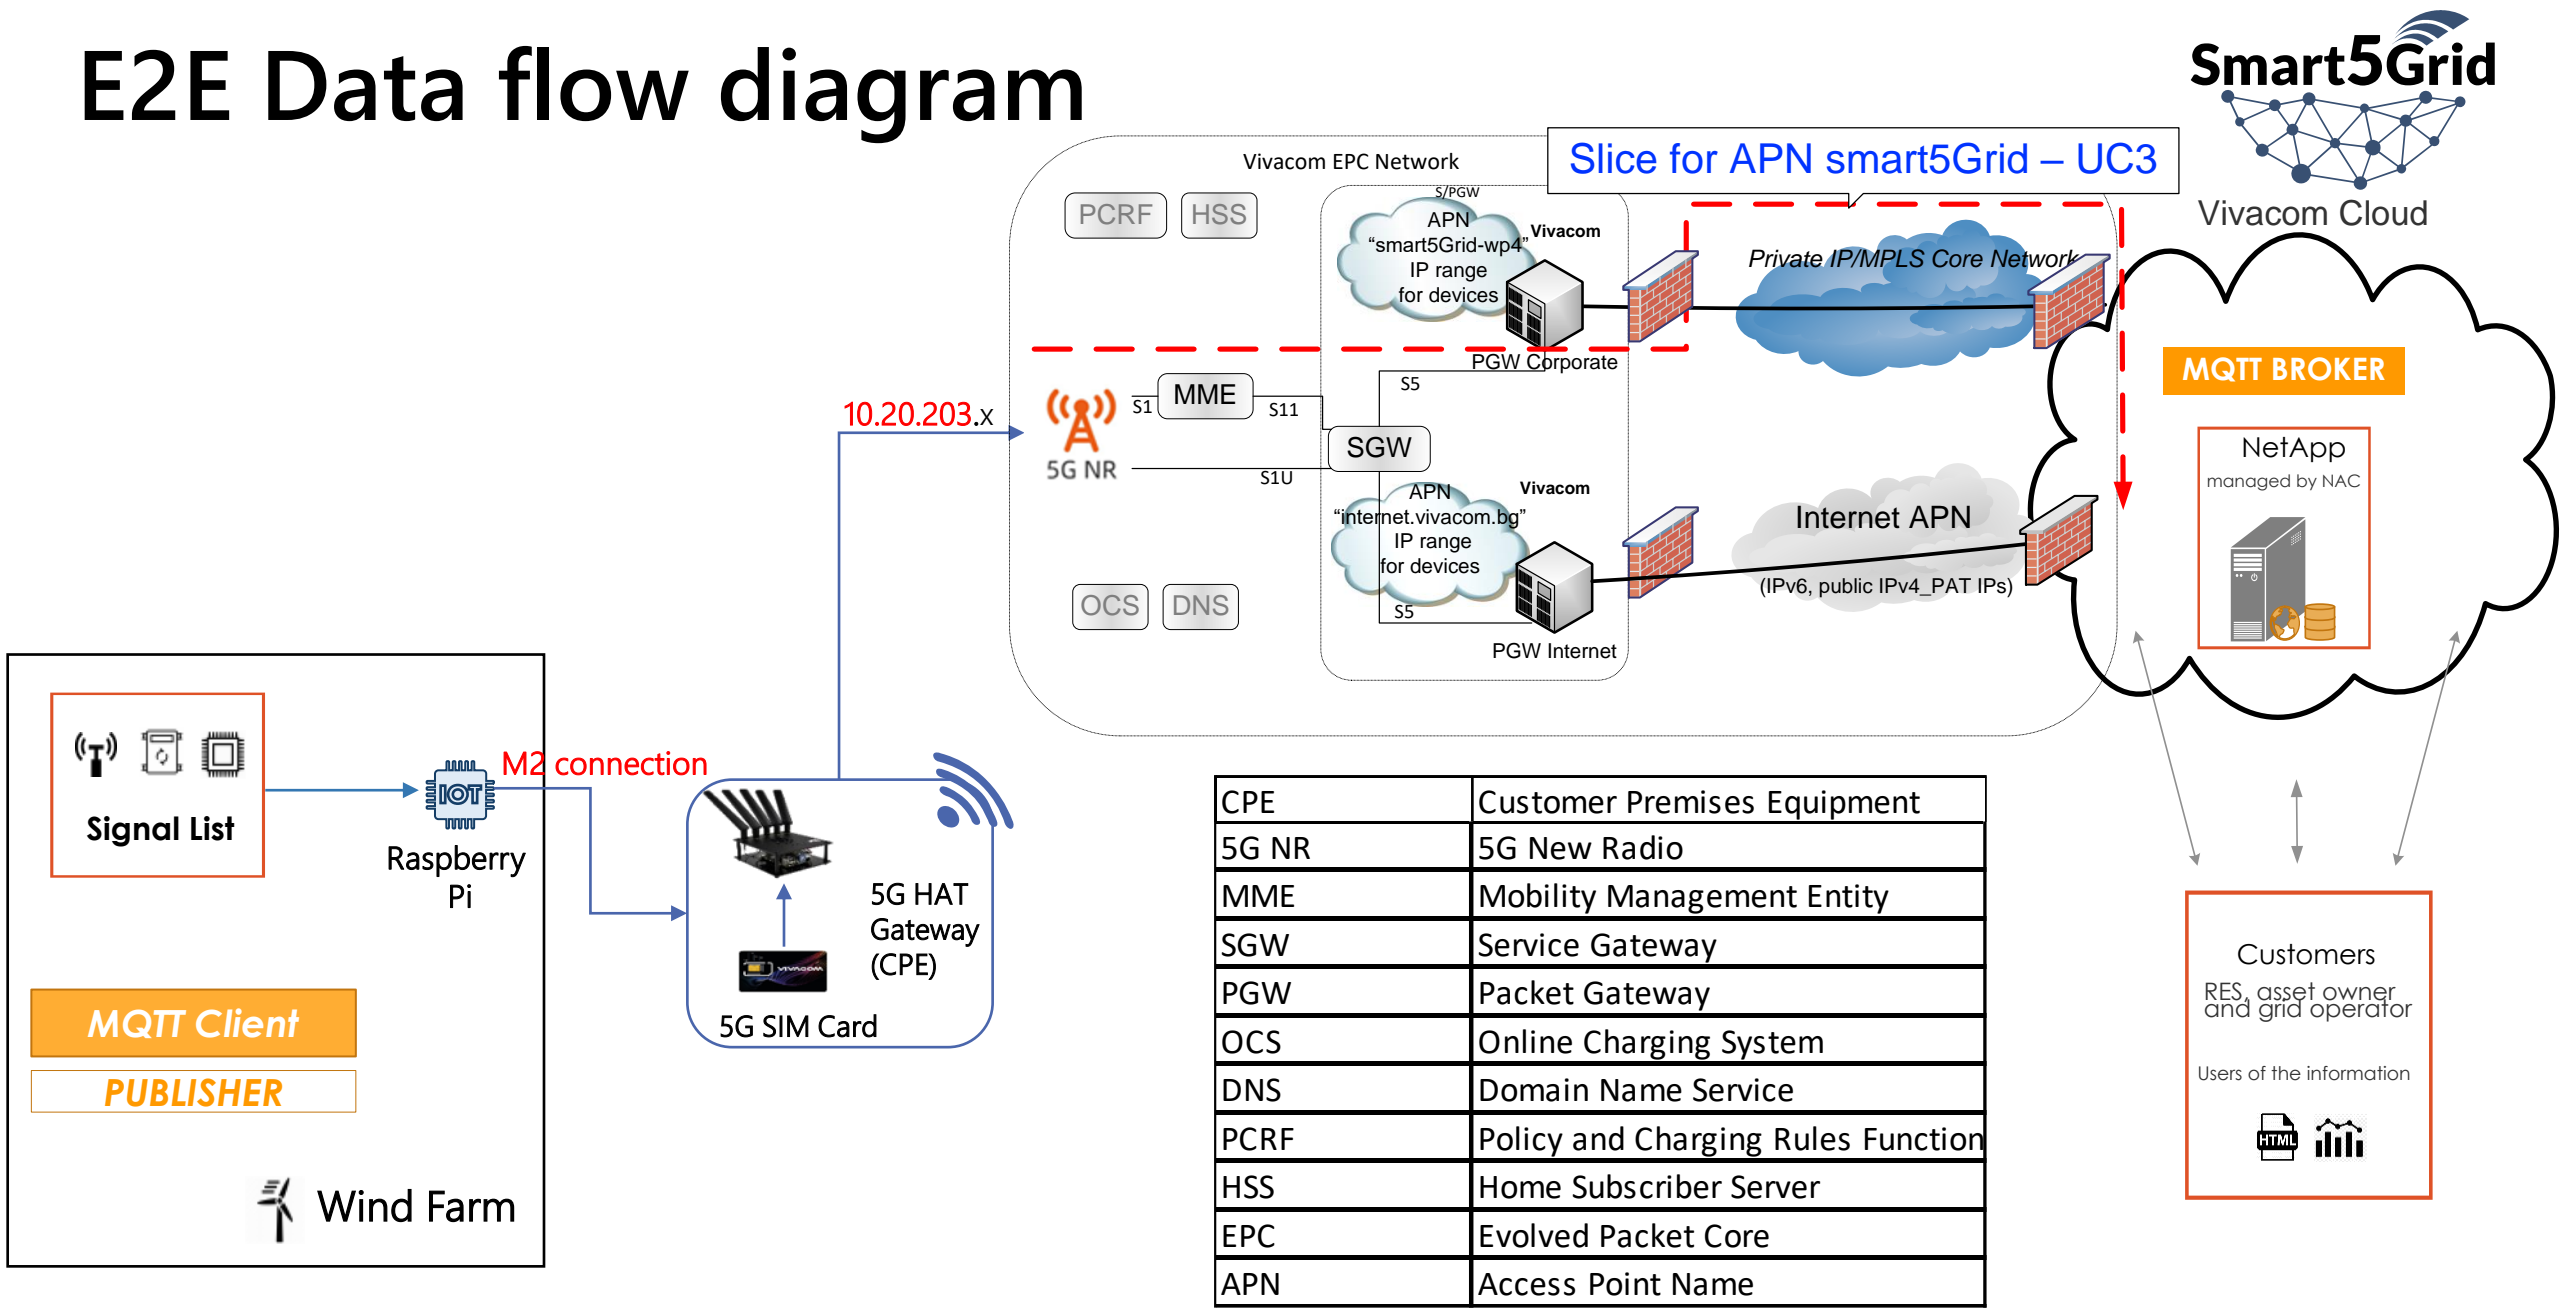 E2E Data flow diagram
Smart5Grid
Vivacom Cloud
Vivacom EPC Network
Slice for APN smart5Grid – UC3
PCRF
HSS
S/PGW
APN
“smart5Grid-wp4”
IP range
for devices
Vivacom
PGW Corporate
Private IP/MPLS Core Network
MQTT BROKER
NetApp
managed by NAC
10.20.203.x
5G NR
S1
MME
S11
S5
SGW
S1U
APN
“internet.vivacom.bg”
IP range
for devices
Vivacom
S5
PGW Internet
Internet APN
(IPv6, public IPv4_PAT IPs)
OCS
DNS
Signal List
IOT
Raspberry
Pi
M2 connection
5G HAT
Gateway
(CPE)
VIVACOM
5G SIM Card
MQTT Client
PUBLISHER
Wind Farm
CPE Customer Premises Equipment
5G NR 5G New Radio
MME Mobility Management Entity
SGW Service Gateway
PGW Packet Gateway
OCS Online Charging System
DNS Domain Name Service
PCRF Policy and Charging Rules Function
HSS Home Subscriber Server
EPC Evolved Packet Core
APN Access Point Name
Customers
RES, asset owner
and grid operator
Users of the information
HTML